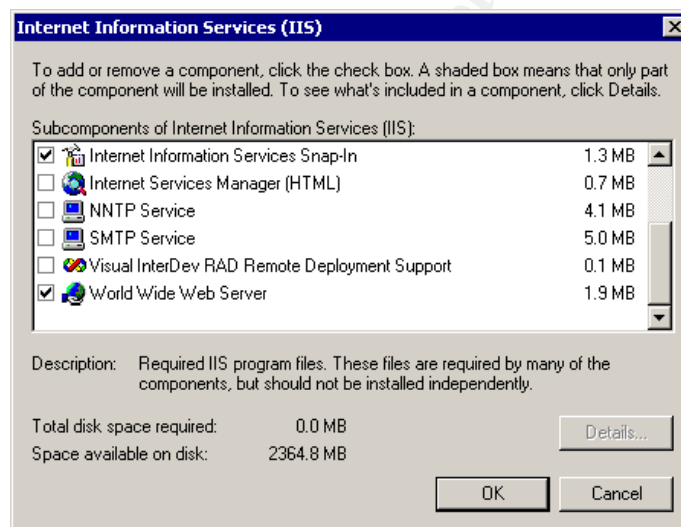 Internet Information Services (IIS)
To add or remove a component, click the check box. A shaded box means that only part
of the component will be installed. To see what's included in a component, click Details.
Subcomponents of Internet Information Services (IIS):
Internet Information Services Snap-In 1.3 MB
Internet Services Manager (HTML) 0.7 MB
NNTP Service 4.1 MB
SMTP Service 5.0 MB
Visual InterDev RAD Remote Deployment Support 0.1 MB
World Wide Web Server 1.9 MB
Description: Required IIS program files. These files are required by many of the
components, but should not be installed independently.
Total disk space required: 0.0 MB
Space available on disk: 2364.8 MB
Details...
OK Cancel